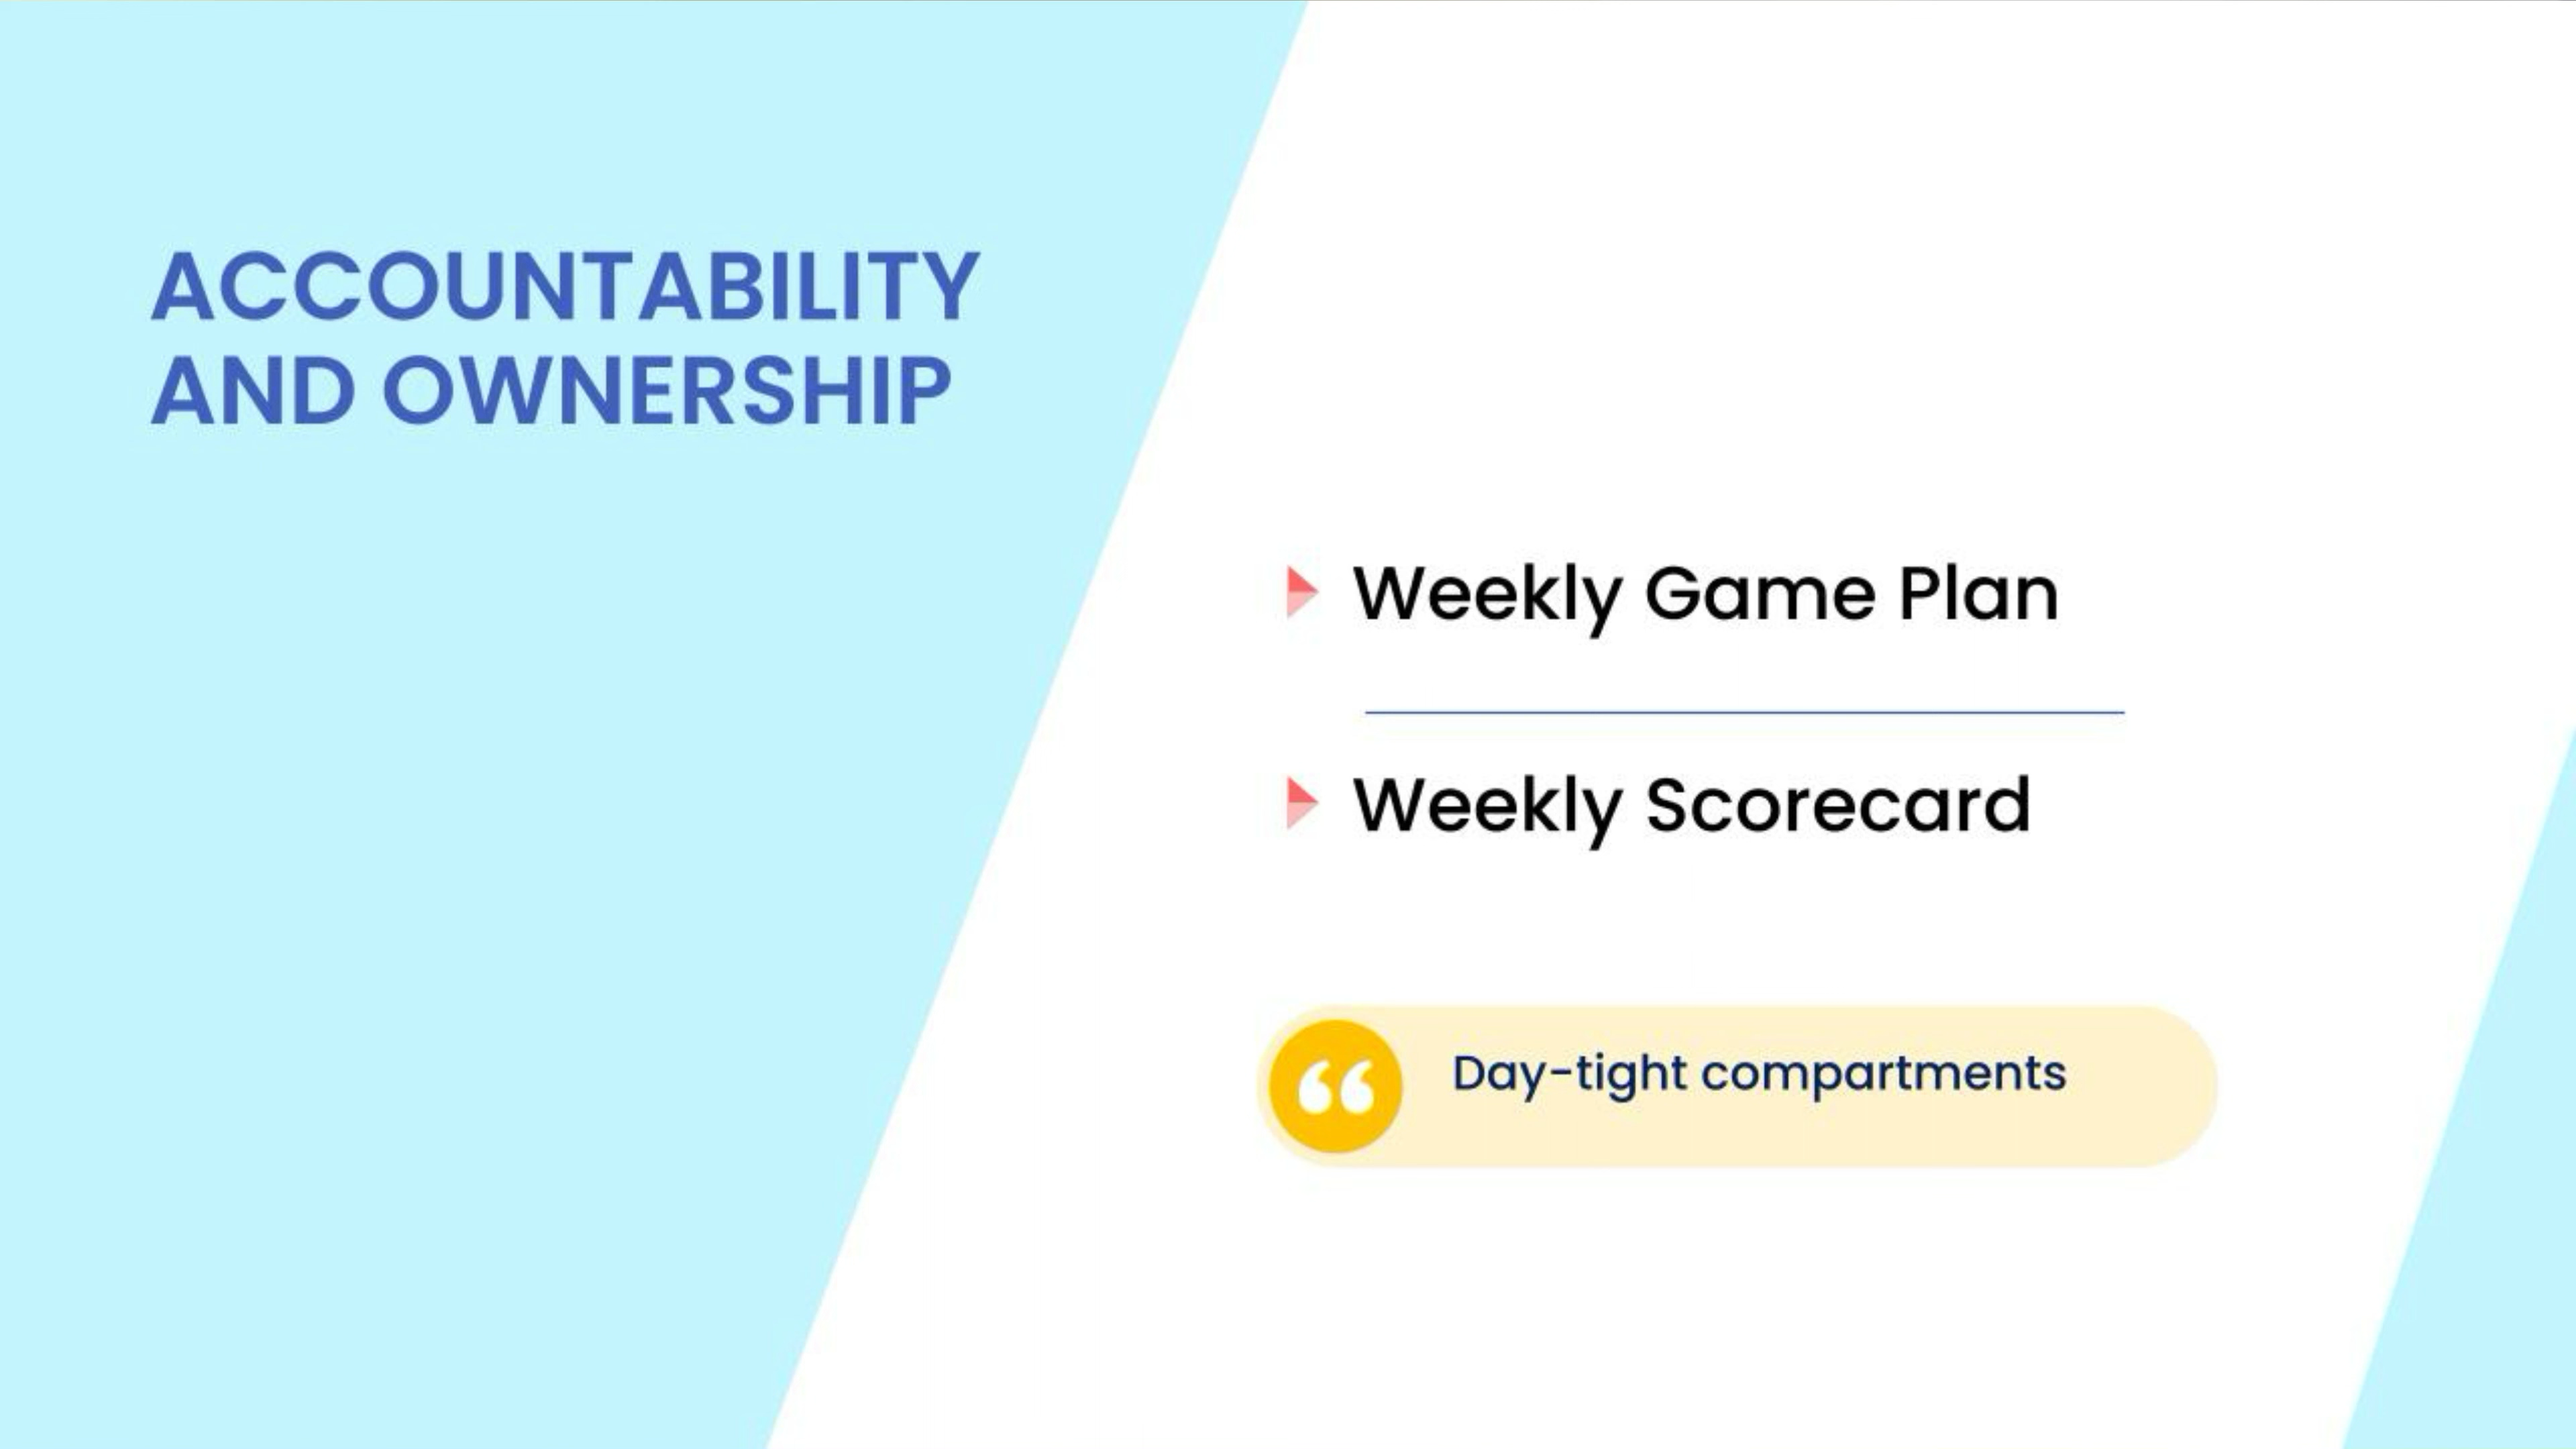 ACCOUNTABILITY
AND OWNERSHIP
Weekly Game Plan
Weekly Scorecard
“
Day-tight compartments